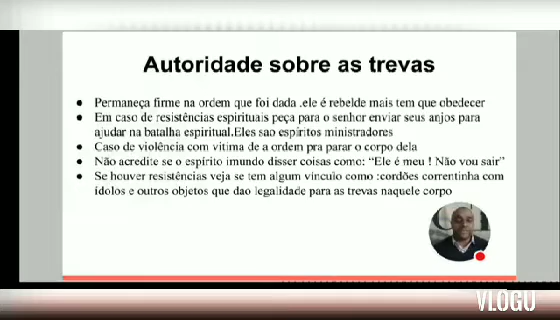 Autoridade sobre as trevas
● Permaneça firme na ordem que foi dada .ele é rebelde mais tem que obedecer
● Em caso de resistências espirituais peça para o senhor enviar seus anjos para
ajudar na batalha espiritual.Eles sao espíritos ministradores
● Caso de violência com vitima de a ordem pra parar o corpo dela
● Não acredite se o espírito imundo disser coisas como: “Ele é meu ! Não vou sair”
● Se houver resistências veja se tem algum vinculo como :cordões correntinha com
ídolos e outros objetos que dao legalidade para as trevas naquele corpo
VLOGU